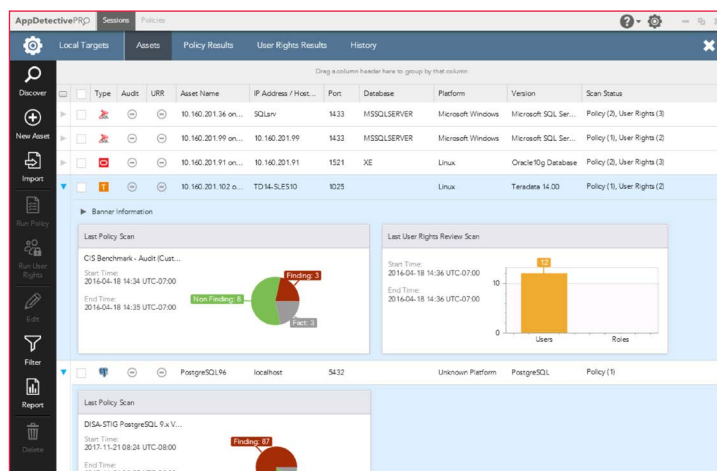 AppDetectivePRO Sessions Policies
Local Targets Assets Policy Results User Rights Results History
Drag a column header here to group by that column
Discover
New Asset
Import
Run Policy
Run User Rights
Edit
Filter
Report
Delete
Type Audit URR Asset Name IP Address / Host... Port Database Platform Version Scan Status
10.160.201.36 on... SQLsrv 1433 MSSQLSERVER Microsoft Windows Microsoft SQL Ser... Policy (2), User Rights (3)
10.160.201.99 on... 10.160.201.99 1433 MSSQLSERVER Microsoft Windows Microsoft SQL Ser... Policy (1), User Rights (2)
10.160.201.91 on... 10.160.201.91 1521 XE Linux Oracle10g Database Policy (2), User Rights (3)
T 10.160.201.102 o... TD14-SLES10 1025 Linux Teradata 14.00 Policy (1), User Rights (2)
Banner Information
Last Policy Scan
CIS Benchmark - Audit (Cust...
Start Time:
2016-04-18 14:34 UTC-07:00
End Time:
2016-04-18 14:35 UTC-07:00
Finding: 3
Non Finding: 8
Fact: 3
Last User Rights Review Scan
Start Time:
2016-04-18 14:36 UTC-07:00
End Time:
2016-04-18 14:36 UTC-07:00
12
10
0
Users Roles
PostgreSQL96 localhost 5432 Unknown Platform PostgreSQL Policy (1)
Last Policy Scan
DISA-STIG PostgreSQL 9.x V...
Start Time:
2017-11-21 08:24 UTC-08:00
End Time:
Finding: 87